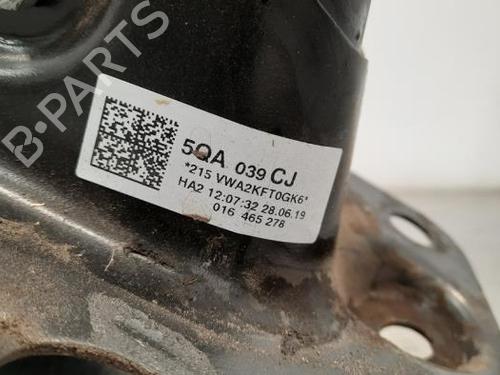 B-PARTS
5QA 039 CJ
*215 VWA2KFT0GK6*
HA2 12:07:32 28.06.19
016 465 278